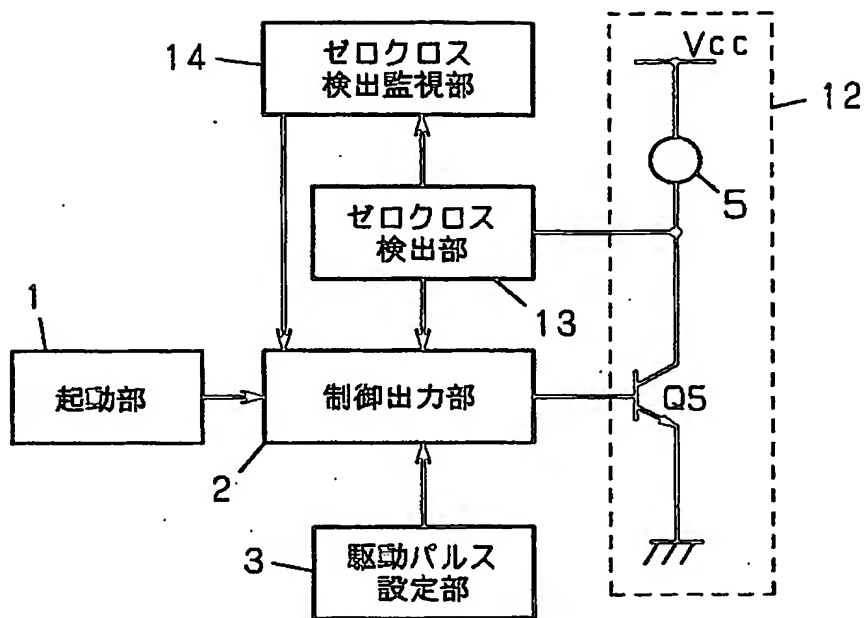 14
ゼロクロス
検出監視部
Vcc
12
5
ゼロクロス
検出部
13
1
起動部
制御出力部
2
Q5
3
駆動パルス
設定部